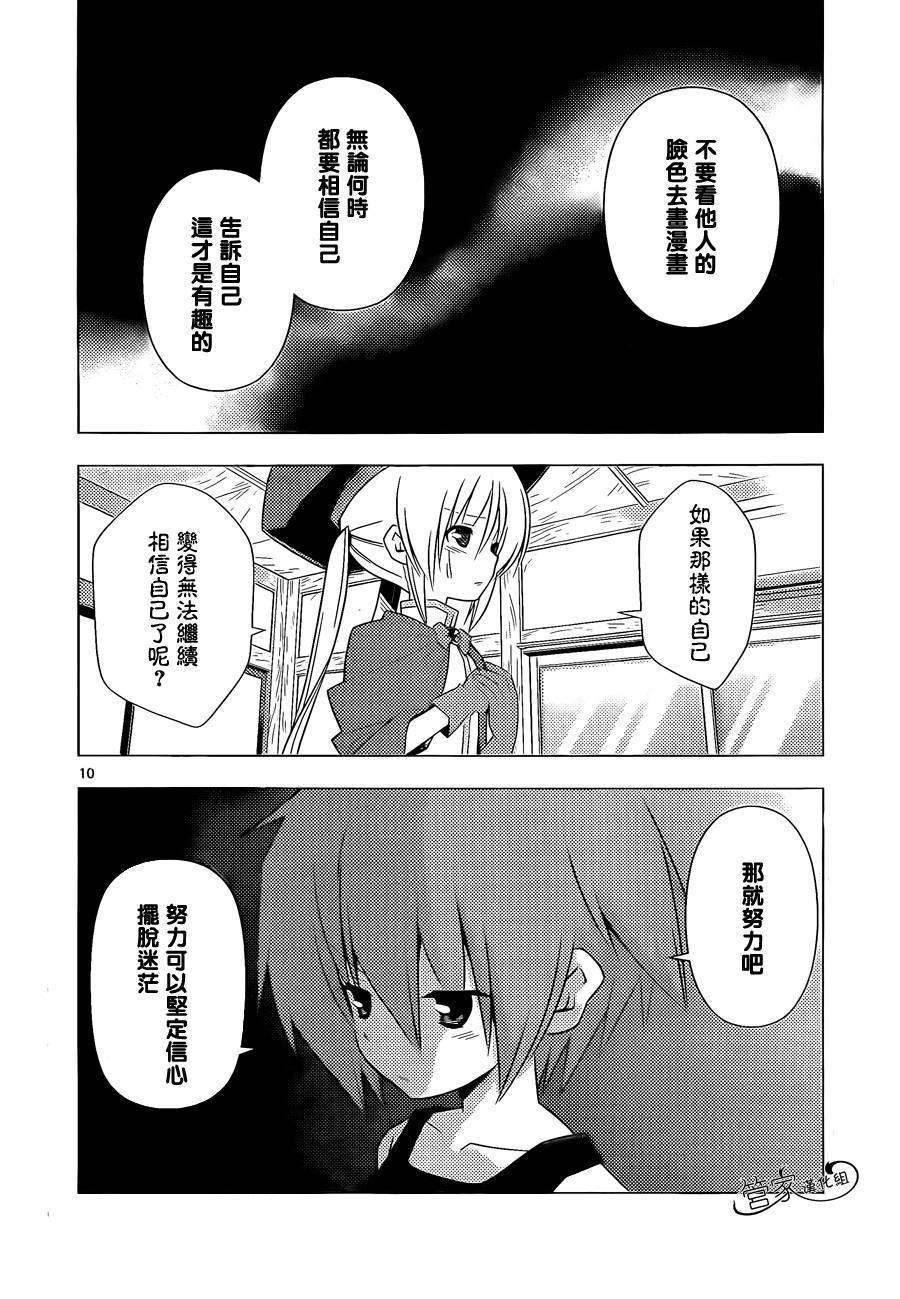 不要看他人的
臉色去畫漫畫
無論何時
都要相信自己
告訴自己
這才是有趣的
如果那樣的自己
變得無法繼續
相信自己了呢？
10
那就努力吧
努力可以堅定信心
擺脫迷茫
管家漢化組